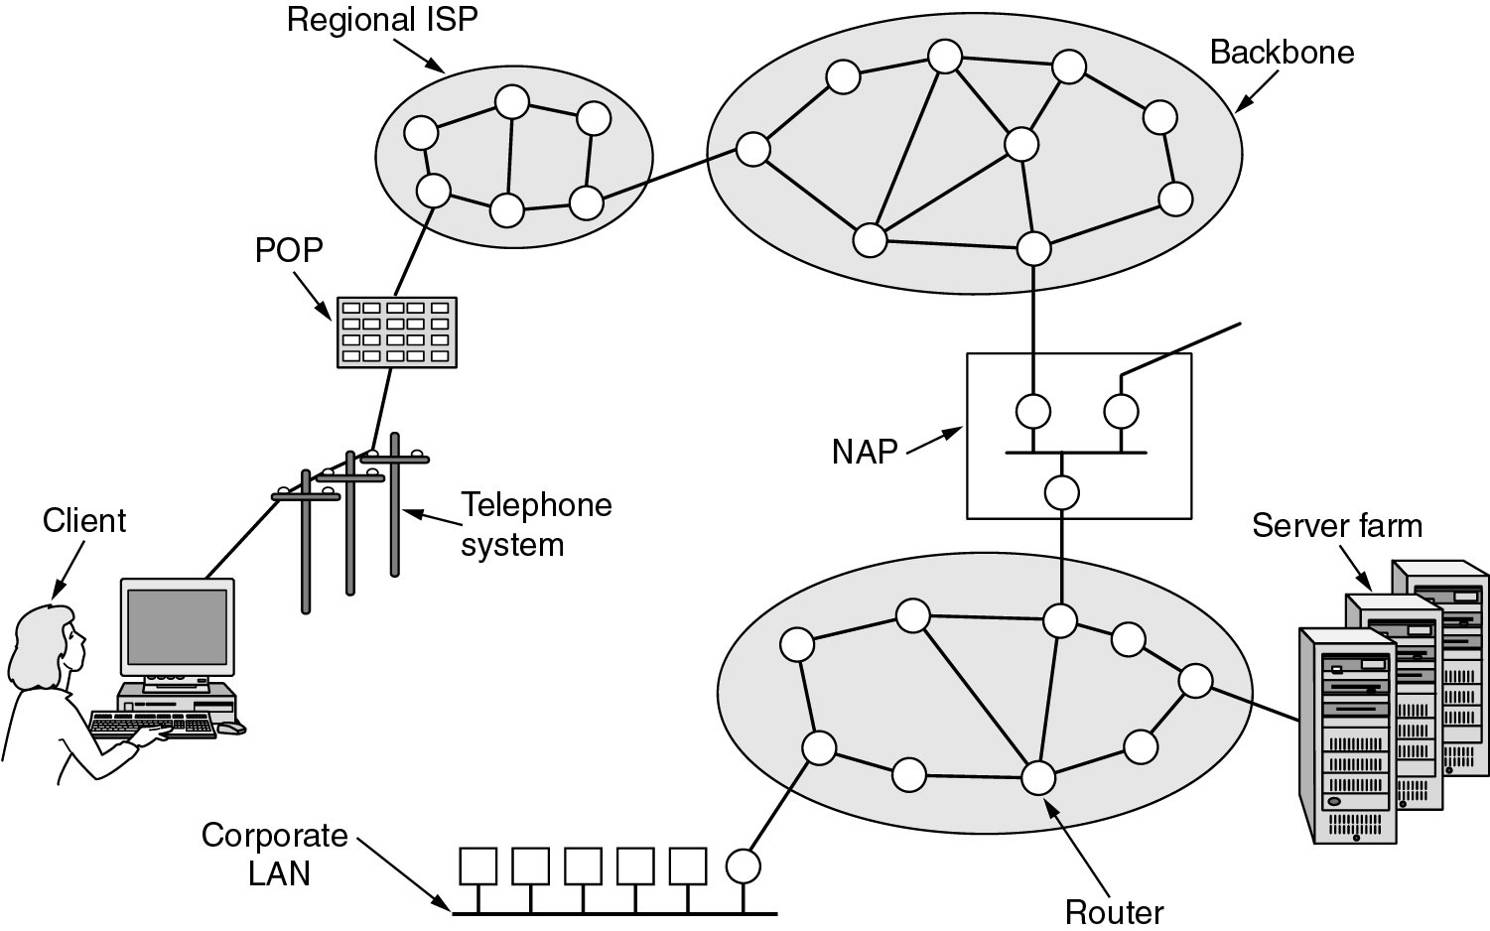 Regional ISP
Backbone
POP
NAP
Telephone
system
Client
Server farm
Corporate
LAN
Router